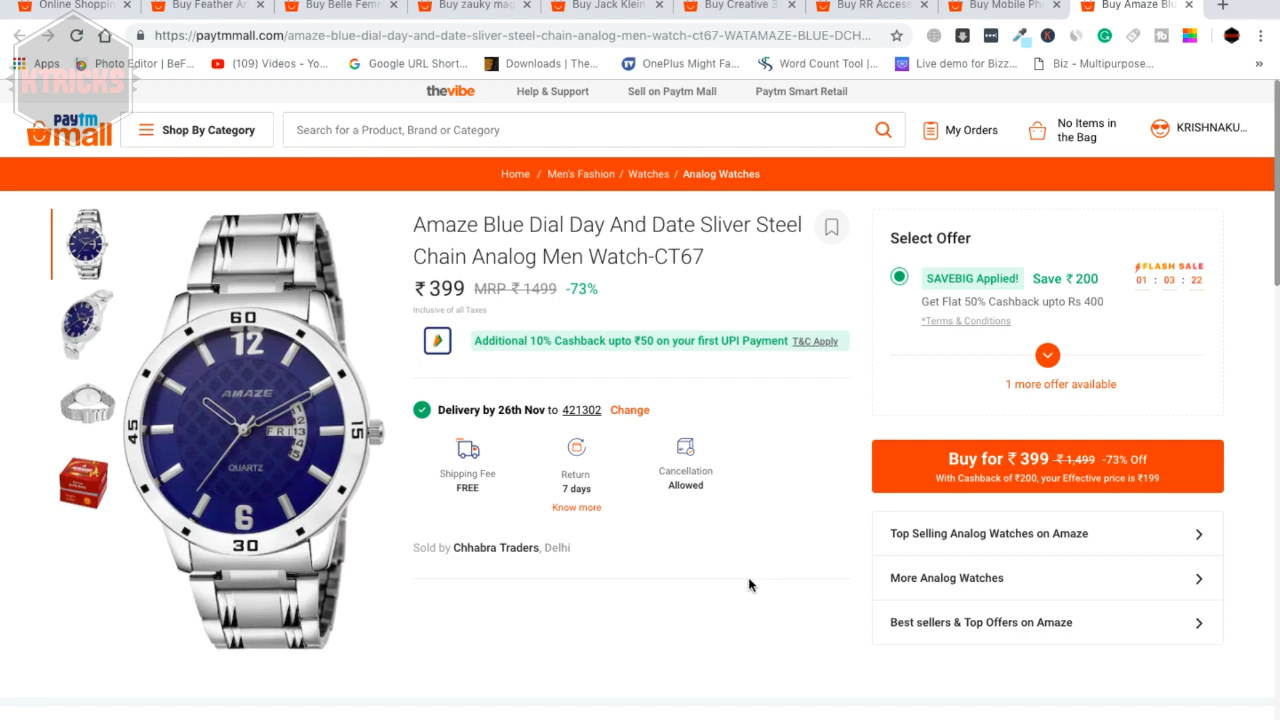 Online Shoppin
Buy Feather Ar
Buy Belle Femm
Buy zauky mag
Buy Jack Klein
Buy Creative 3
Buy RR Access
Buy Mobile Ph
Buy Amaze Blu
https://paytmmall.com/amaze-blue-dial-day-and-date-sliver-steel-chain-analog-men-watch-ct67-WATAMAZE-BLUE-DCH...
Apps
Photo Editor | BeF...
(109) Videos - Yo...
Google URL Short...
Downloads | The...
OnePlus Might Fa...
Word Count Tool |...
Live demo for Bizz...
Biz - Multipurpose...
»
KTRICKS
thevibe
Help & Support
Sell on Paytm Mall
Paytm Smart Retail
paytm
mall
Shop By Category
Search for a Product, Brand or Category
My Orders
No Items in
the Bag
KRISHNAKU...
Home / Men's Fashion / Watches / Analog Watches
Amaze Blue Dial Day And Date Sliver Steel
Chain Analog Men Watch-CT67
₹ 399 MRP ₹ 1499 -73%
Inclusive of all Taxes
Additional 10% Cashback upto ₹50 on your first UPI Payment T&C Apply
Delivery by 26th Nov to 421302 Change
Shipping Fee
FREE
Return
7 days
Know more
Cancellation
Allowed
Sold by Chhabra Traders, Delhi
60
12
AMAZE
45
15
FRI 13
QUARTZ
6
30
Select Offer
SAVEBIG Applied! Save ₹ 200
FLASH SALE
01 : 03 : 22
Get Flat 50% Cashback upto Rs 400
*Terms & Conditions
1 more offer available
Buy for ₹ 399 ₹ 1,499 -73% Off
With Cashback of ₹200, your Effective price is ₹199
Top Selling Analog Watches on Amaze
More Analog Watches
Best sellers & Top Offers on Amaze